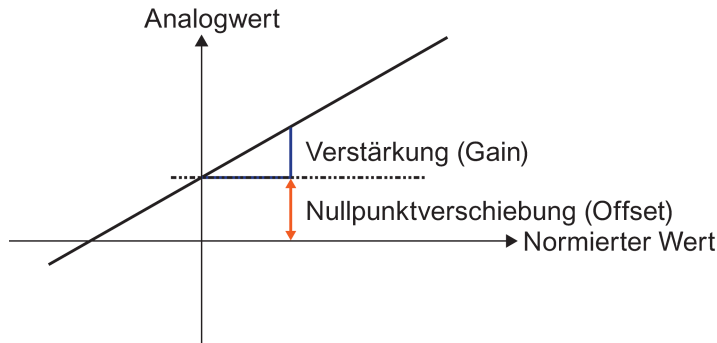 Analogwert
Verstärkung (Gain)
Nullpunktverschiebung (Offset)
Normierter Wert